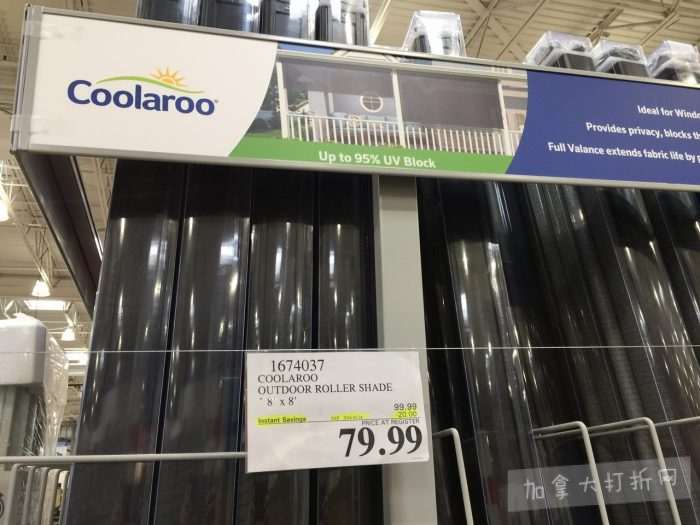 Coolaroo
Up to 95% UV Block
Ideal for
Provides privacy, blocks
Full Valance extends fabric life by
1674037
COOLAROO
OUTDOOR ROLLER SHADE
8' x 8'
99.99
Instant Savings
-20.00
PRICE AT REGISTER
79.99
加拿大打折网